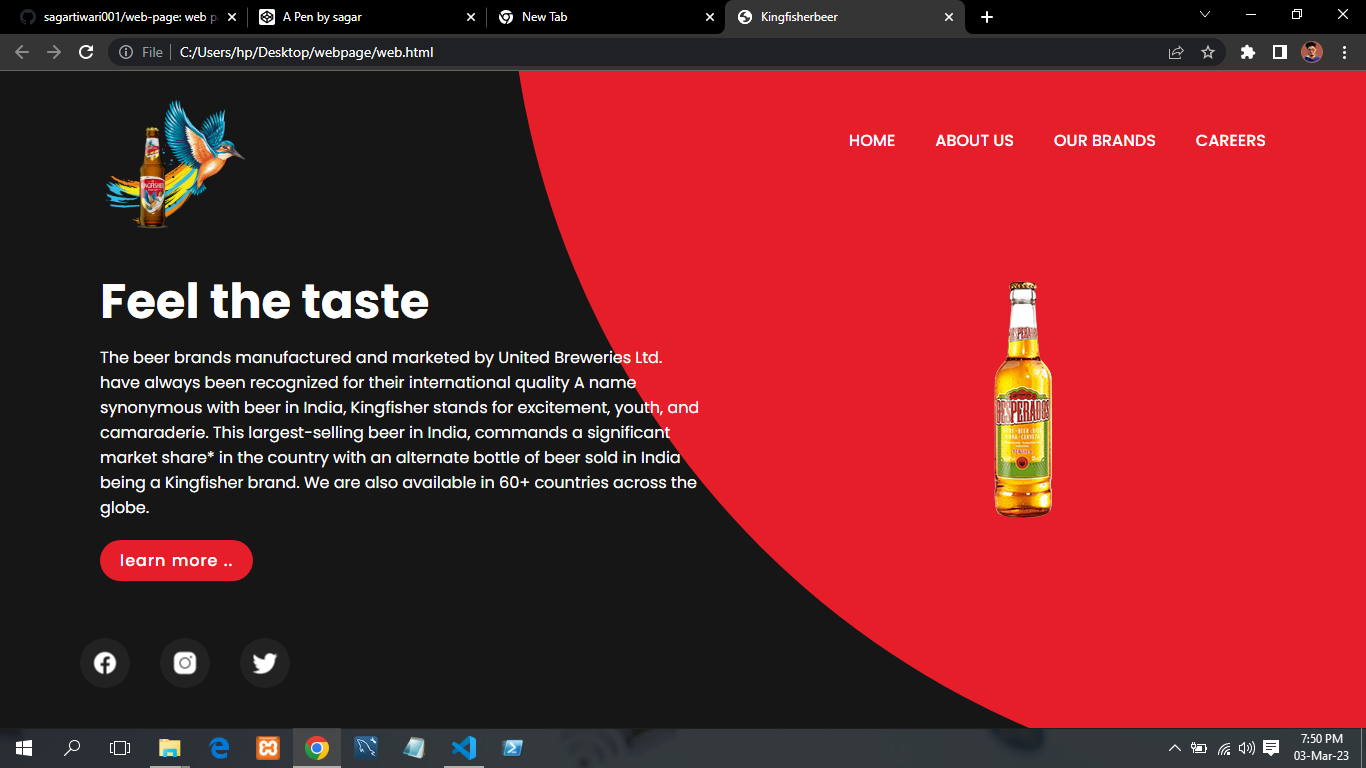 sagartiwari001/web-page: web p
A Pen by sagar
New Tab
Kingfisherbeer
File
C:/Users/hp/Desktop/webpage/web.html
KINGFISHER
HOME
ABOUT US
OUR BRANDS
CAREERS
Feel the taste
The beer brands manufactured and marketed by United Breweries Ltd.
have always been recognized for their international quality A name
synonymous with beer in India, Kingfisher stands for excitement, youth, and
camaraderie. This largest-selling beer in India, commands a significant
market share* in the country with an alternate bottle of beer sold in India
being a Kingfisher brand. We are also available in 60+ countries across the
globe.
DESPERADOS
learn more ..
7:50 PM
03-Mar-23